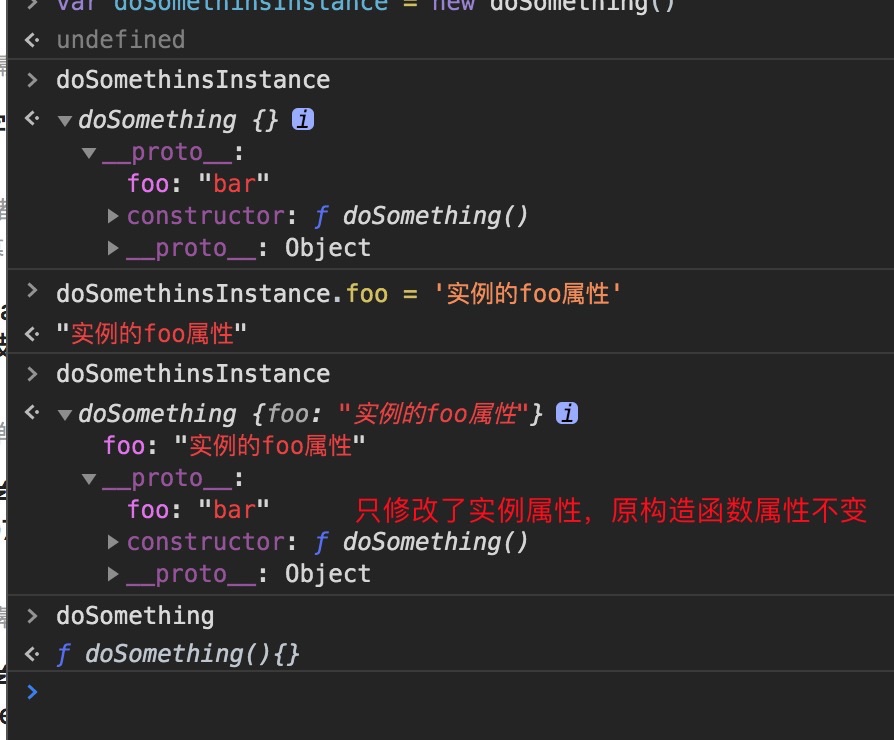 > var doSomethinsInstance = new doSomething()
undefined
> doSomethinsInstance
doSomething {} i
__proto__:
foo: "bar"
constructor: ƒ doSomething()
__proto__: Object
> doSomethinsInstance.foo = '实例的foo属性'
"实例的foo属性"
> doSomethinsInstance
doSomething {foo: "实例的foo属性"} i
foo: "实例的foo属性"
__proto__:
foo: "bar" 只修改了实例属性，原构造函数属性不变
constructor: ƒ doSomething()
__proto__: Object
> doSomething
ƒ doSomething(){}
>